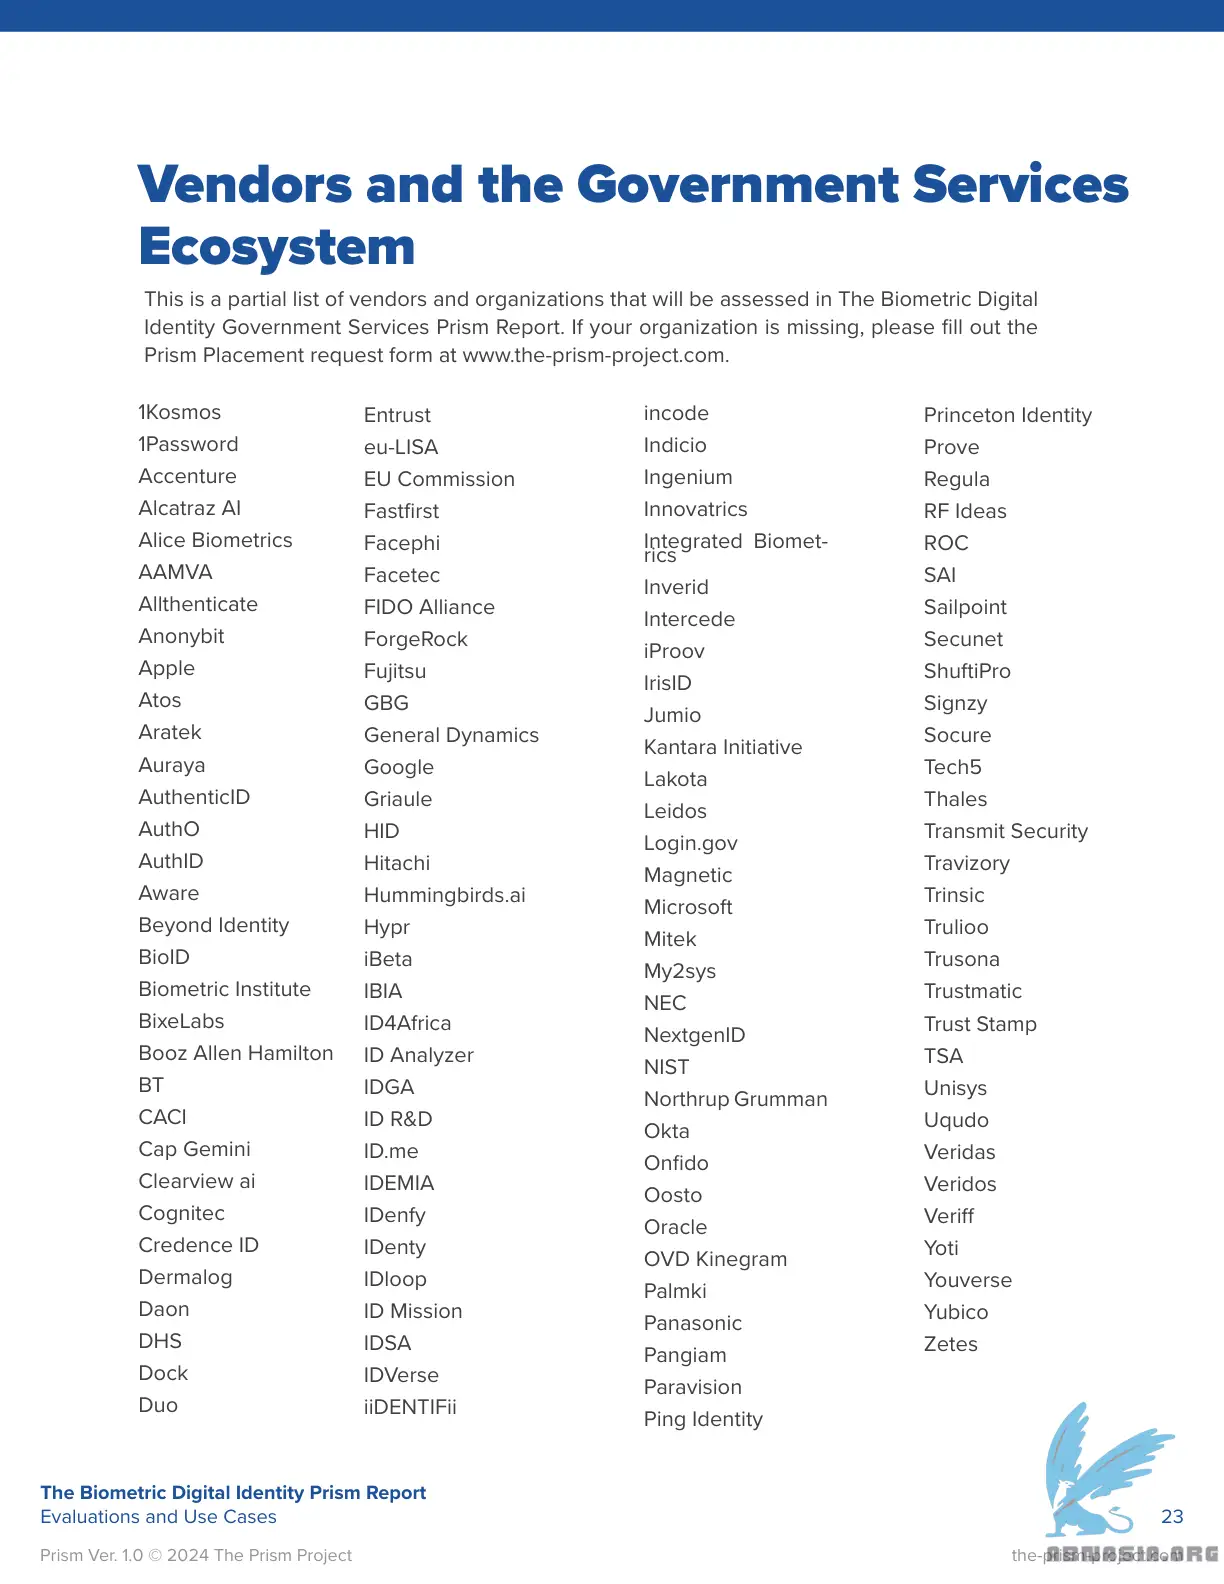 Vendors and the Government Services
Ecosystem
This is a partial list of vendors and organizations that will be assessed in The Biometric Digital
Identity Government Services Prism Report. If your organization is missing, please fill out the
Prism Placement request form at www.the-prism-project.com.
1Kosmos
1Password
Accenture
Alcatraz AI
Alice Biometrics
AAMVA
Allthenticate
Anonybit
Apple
Atos
Aratek
Auraya
AuthenticID
AuthO
AuthID
Aware
Beyond Identity
BioID
Biometric Institute
BixeLabs
Booz Allen Hamilton
BT
CACI
Cap Gemini
Clearview ai
Cognitec
Credence ID
Dermalog
Daon
DHS
Dock
Duo
Entrust
eu-LISA
EU Commission
Fastfirst
Facephi
Facetec
FIDO Alliance
ForgeRock
Fujitsu
GBG
General Dynamics
Google
Griaule
HID
Hitachi
Hummingbirds.ai
Hypr
iBeta
IBIA
ID4Africa
ID Analyzer
IDGA
ID R&D
ID.me
IDEMIA
IDenfy
IDenty
IDloop
ID Mission
IDSA
IDVerse
iiDENTIFii
incode
Indicio
Ingenium
Innovatrics
Integrated Biomet-
rics
Inverid
Intercede
iProov
IrisID
Jumio
Kantara Initiative
Lakota
Leidos
Login.gov
Magnetic
Microsoft
Mitek
My2sys
NEC
NextgenID
NIST
Northrup Grumman
Okta
Onfido
Oosto
Oracle
OVD Kinegram
Palmki
Panasonic
Pangiam
Paravision
Ping Identity
Princeton Identity
Prove
Regula
RF Ideas
ROC
SAI
Sailpoint
Secunet
ShuftiPro
Signzy
Socure
Tech5
Thales
Transmit Security
Travizory
Trinsic
Trulioo
Trusona
Trustmatic
Trust Stamp
TSA
Unisys
Uqudo
Veridas
Veridos
Veriff
Yoti
Youverse
Yubico
Zetes
The Biometric Digital Identity Prism Report
Evaluations and Use Cases
23
Prism Ver. 1.0 © 2024 The Prism Project
the-prism-project.com